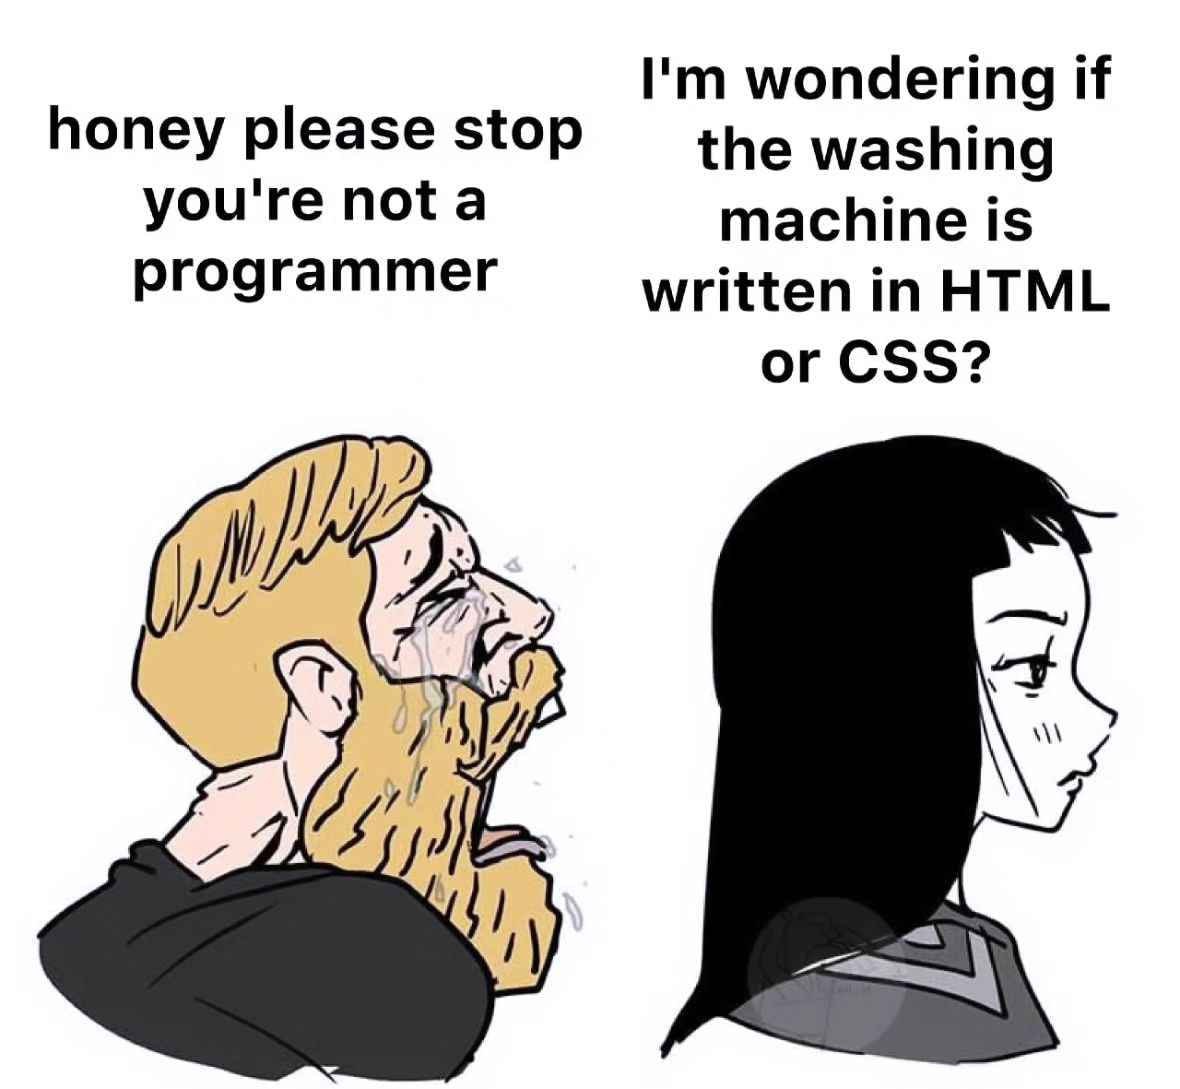 honey please stop
you're not a
programmer
I'm wondering if
the washing
machine is
written in HTML
or CSS?